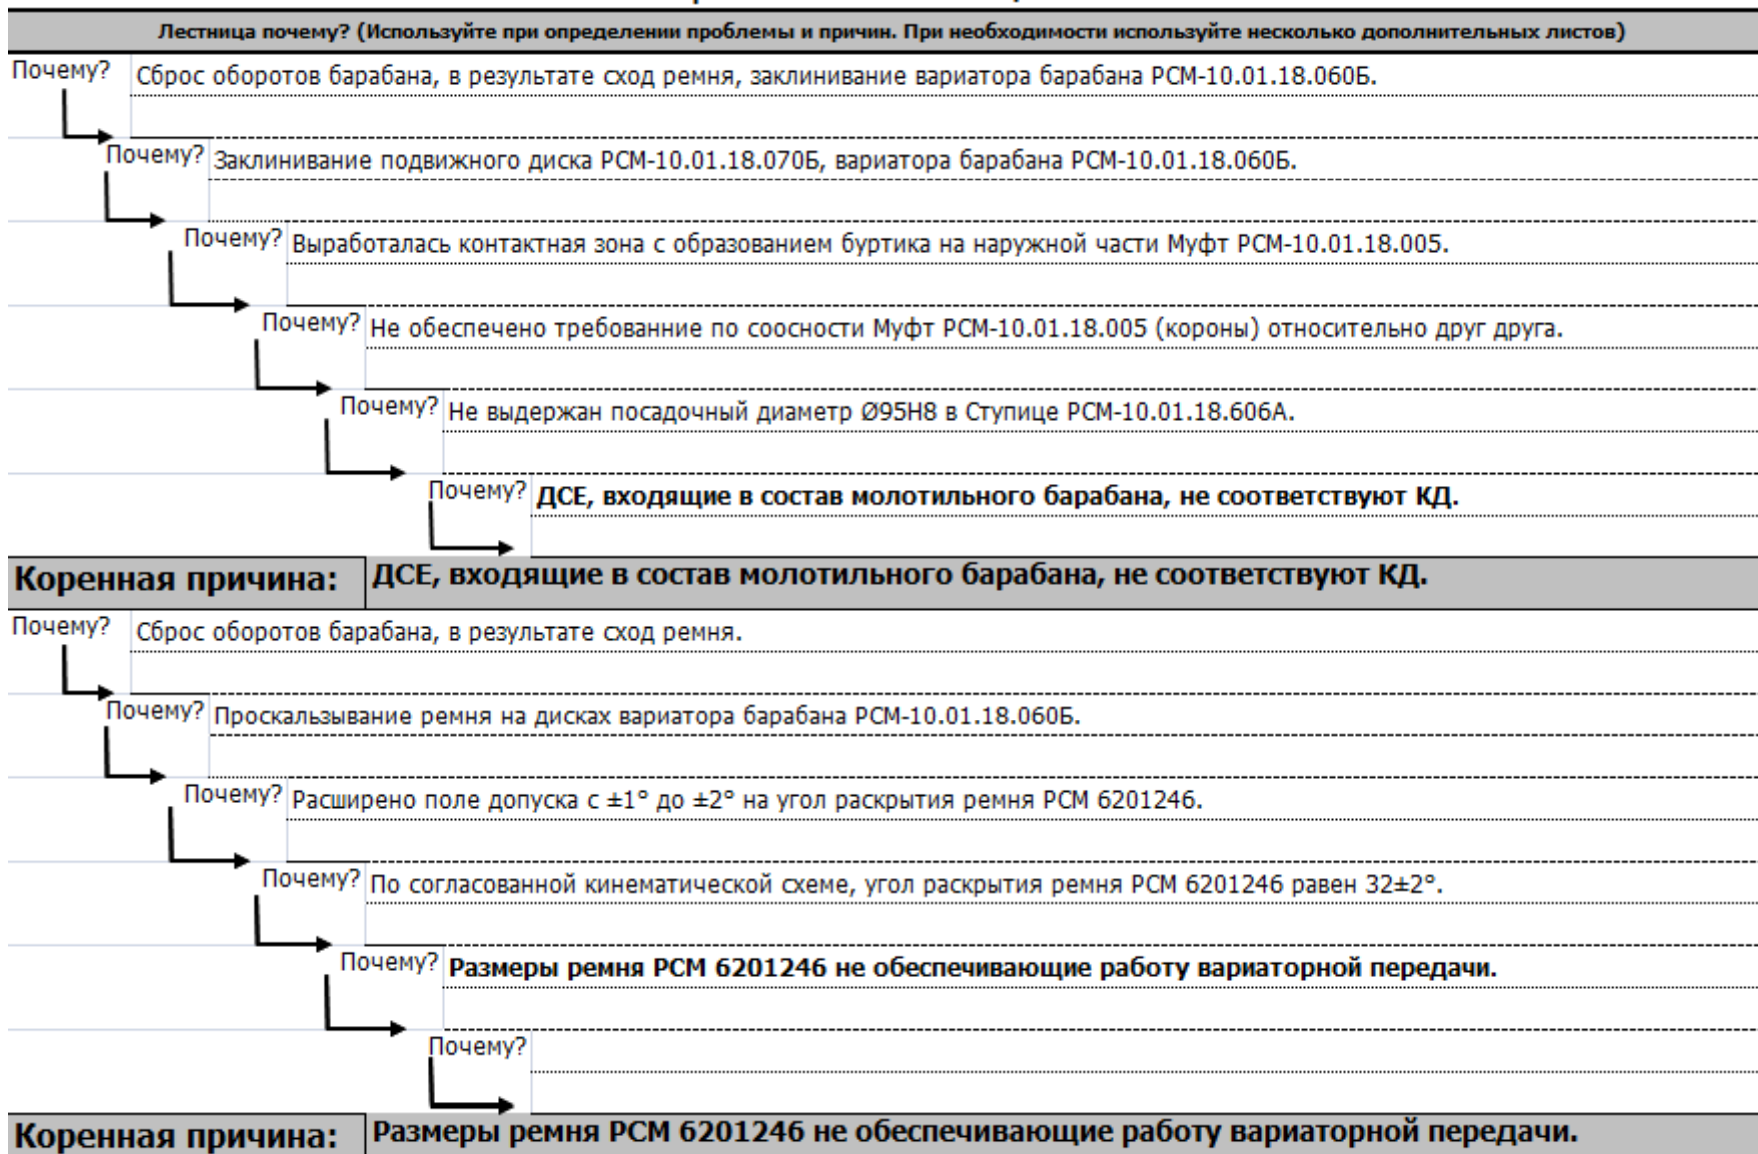 Лестница почему? (Используйте при определении проблемы и причин. При необходимости используйте несколько дополнительных листов)
Почему? Сброс оборотов барабана, в результате сход ремня, заклинивание вариатора барабана РСМ-10.01.18.060Б.
Почему? Заклинивание подвижного диска РСМ-10.01.18.070Б, вариатора барабана РСМ-10.01.18.060Б.
Почему? Выработалась контактная зона с образованием буртика на наружной части Муфт РСМ-10.01.18.005.
Почему? Не обеспечено требованние по соосности Муфт РСМ-10.01.18.005 (короны) относительно друг друга.
Почему? Не выдержан посадочный диаметр Ø95H8 в Ступице РСМ-10.01.18.606А.
Почему? ДСЕ, входящие в состав молотильного барабана, не соответствуют КД.
Коренная причина: ДСЕ, входящие в состав молотильного барабана, не соответствуют КД.
Почему? Сброс оборотов барабана, в результате сход ремня.
Почему? Проскальзывание ремня на дисках вариатора барабана РСМ-10.01.18.060Б.
Почему? Расширено поле допуска с ±1° до ±2° на угол раскрытия ремня РСМ 6201246.
Почему? По согласованной кинематической схеме, угол раскрытия ремня РСМ 6201246 равен 32±2°.
Почему? Размеры ремня РСМ 6201246 не обеспечивающие работу вариаторной передачи.
Почему?
Коренная причина: Размеры ремня РСМ 6201246 не обеспечивающие работу вариаторной передачи.